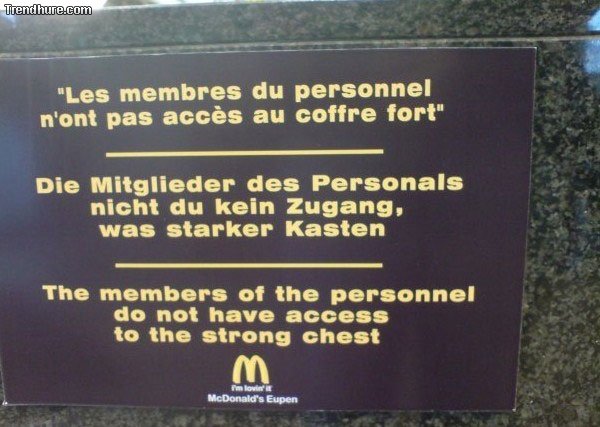 Trendhure.com
"Les membres du personnel
n'ont pas accès au coffre fort"
Die Mitglieder des Personals
nicht du kein Zugang,
was starker Kasten
The members of the personnel
do not have access
to the strong chest
i'm lovin' it
McDonald's Eupen